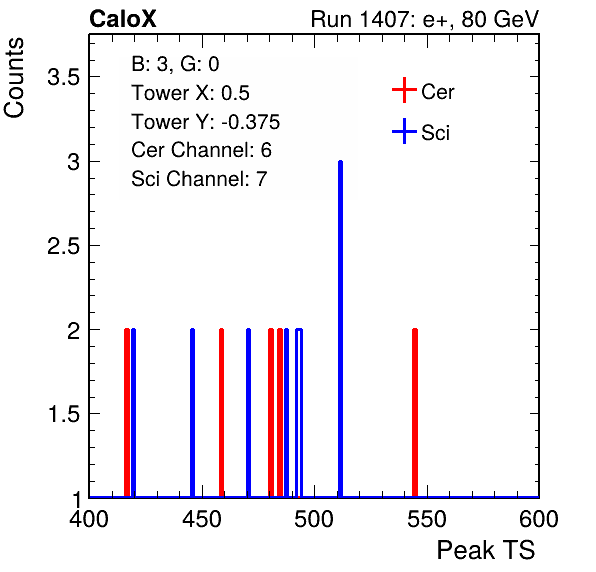 CaloX Run 1407: e+, 80 GeV
Counts
B: 3, G: 0
Tower X: 0.5
Tower Y: -0.375
Cer Channel: 6
Sci Channel: 7
Cer
Sci
3.5
3
2.5
2
1.5
1
400 450 500 550 600
Peak TS